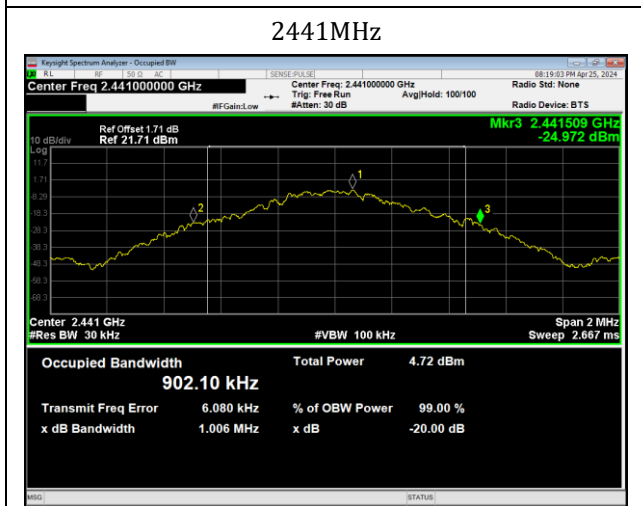 2441MHz
Keysight Spectrum Analyzer - Occupied BW
RL RF 50 Ω AC SENSE:PULSE 08:19:03 PM Apr 25, 2024
Center Freq 2.441000000 GHz Center Freq: 2.441000000 GHz Radio Std: None
Trig: Free Run Avg|Hold: 100/100
#IFGain:Low #Atten: 30 dB Radio Device: BTS
Ref Offset 1.71 dB Mkr3 2.441509 GHz
10 dB/div Ref 21.71 dBm -24.972 dBm
Log
11.7
1.71
-8.29
-18.3
-28.3
-38.3
-48.3
-58.3
-68.3
1
2
3
Center 2.441 GHz Span 2 MHz
#Res BW 30 kHz #VBW 100 kHz Sweep 2.667 ms
Occupied Bandwidth Total Power 4.72 dBm
902.10 kHz
Transmit Freq Error 6.080 kHz % of OBW Power 99.00 %
x dB Bandwidth 1.006 MHz x dB -20.00 dB
MSG STATUS